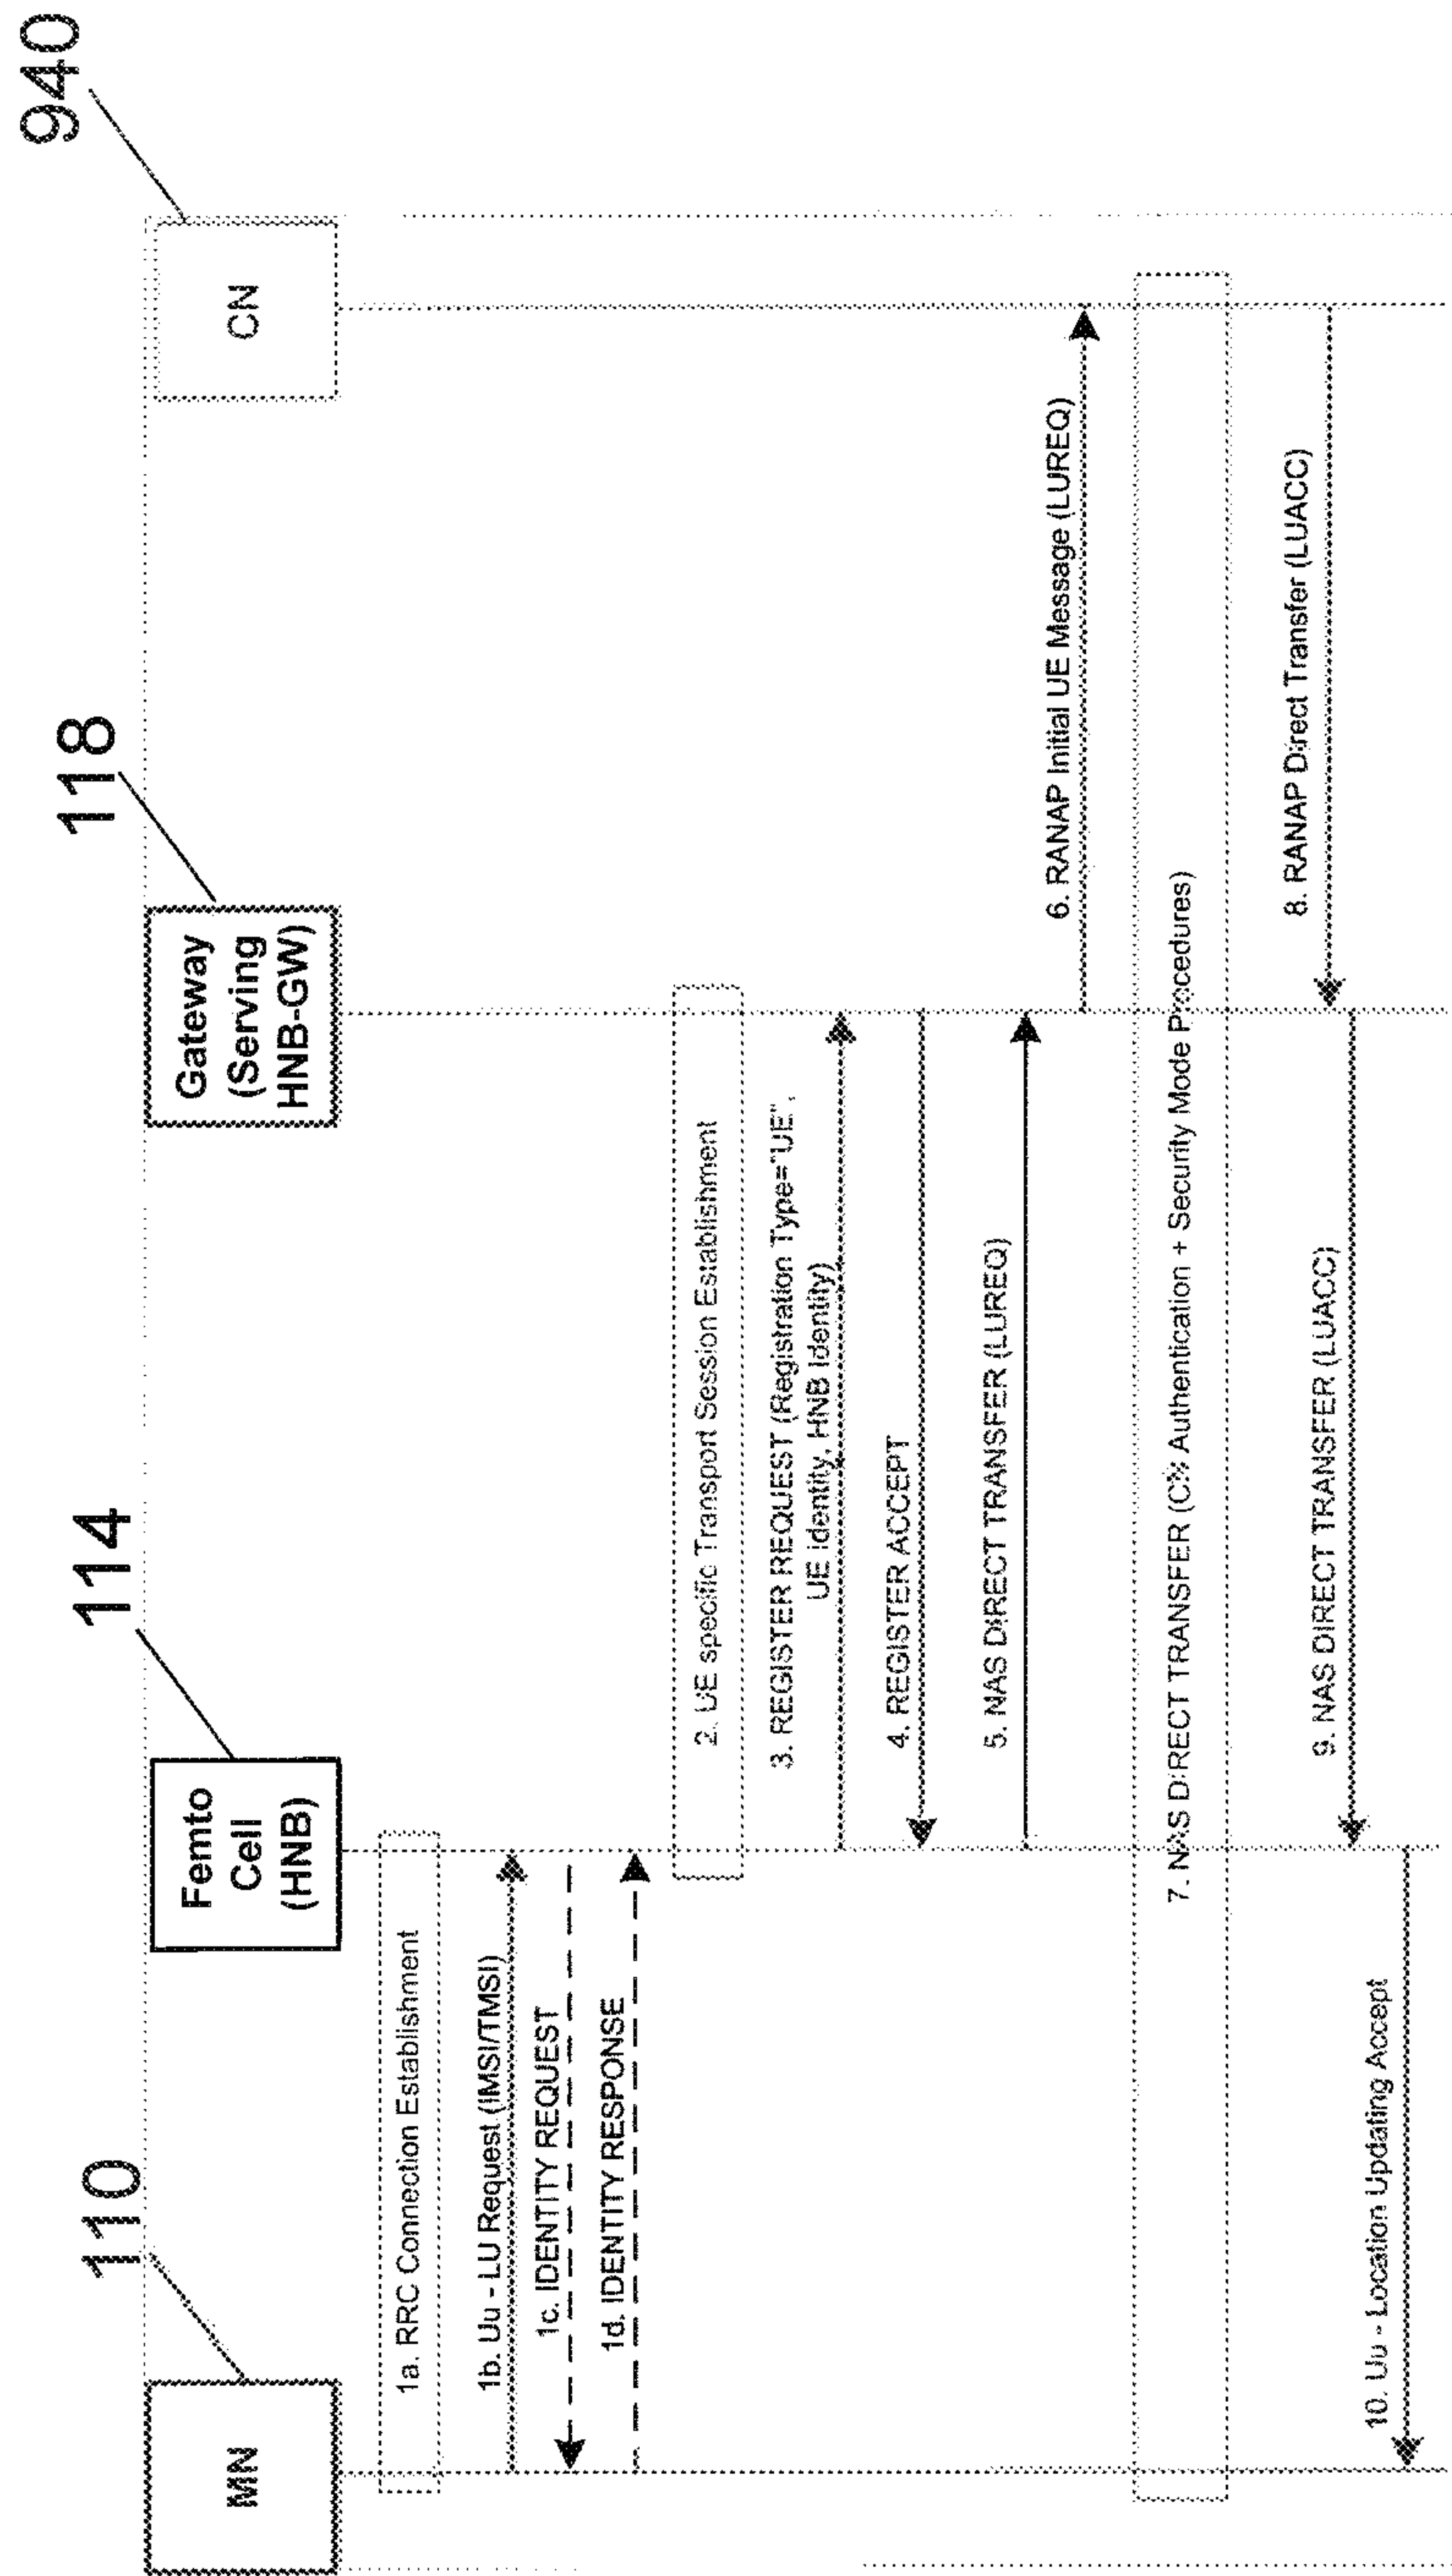 110
114
118
940
MN
Femto
Cell
(HNB)
Gateway
(Serving
HNB-GW)
CN
1a. RRC Connection Establishment
1b. Uu - LU Request (IMSI/TMSI)
1c. IDENTITY REQUEST
1d. IDENTITY RESPONSE
2. UE specific Transport Session Establishment
3. REGISTER REQUEST (Registration Type="UE",
UE Identity, HNB Identity)
4. REGISTER ACCEPT
5. NAS DIRECT TRANSFER (LUREQ)
6. RANAP Initial UE Message (LUREQ)
7. NAS DIRECT TRANSFER (CN Authentication + Security Mode Procedures)
8. RANAP Direct Transfer (LUACC)
9. NAS DIRECT TRANSFER (LUACC)
10. Uu - Location Updating Accept